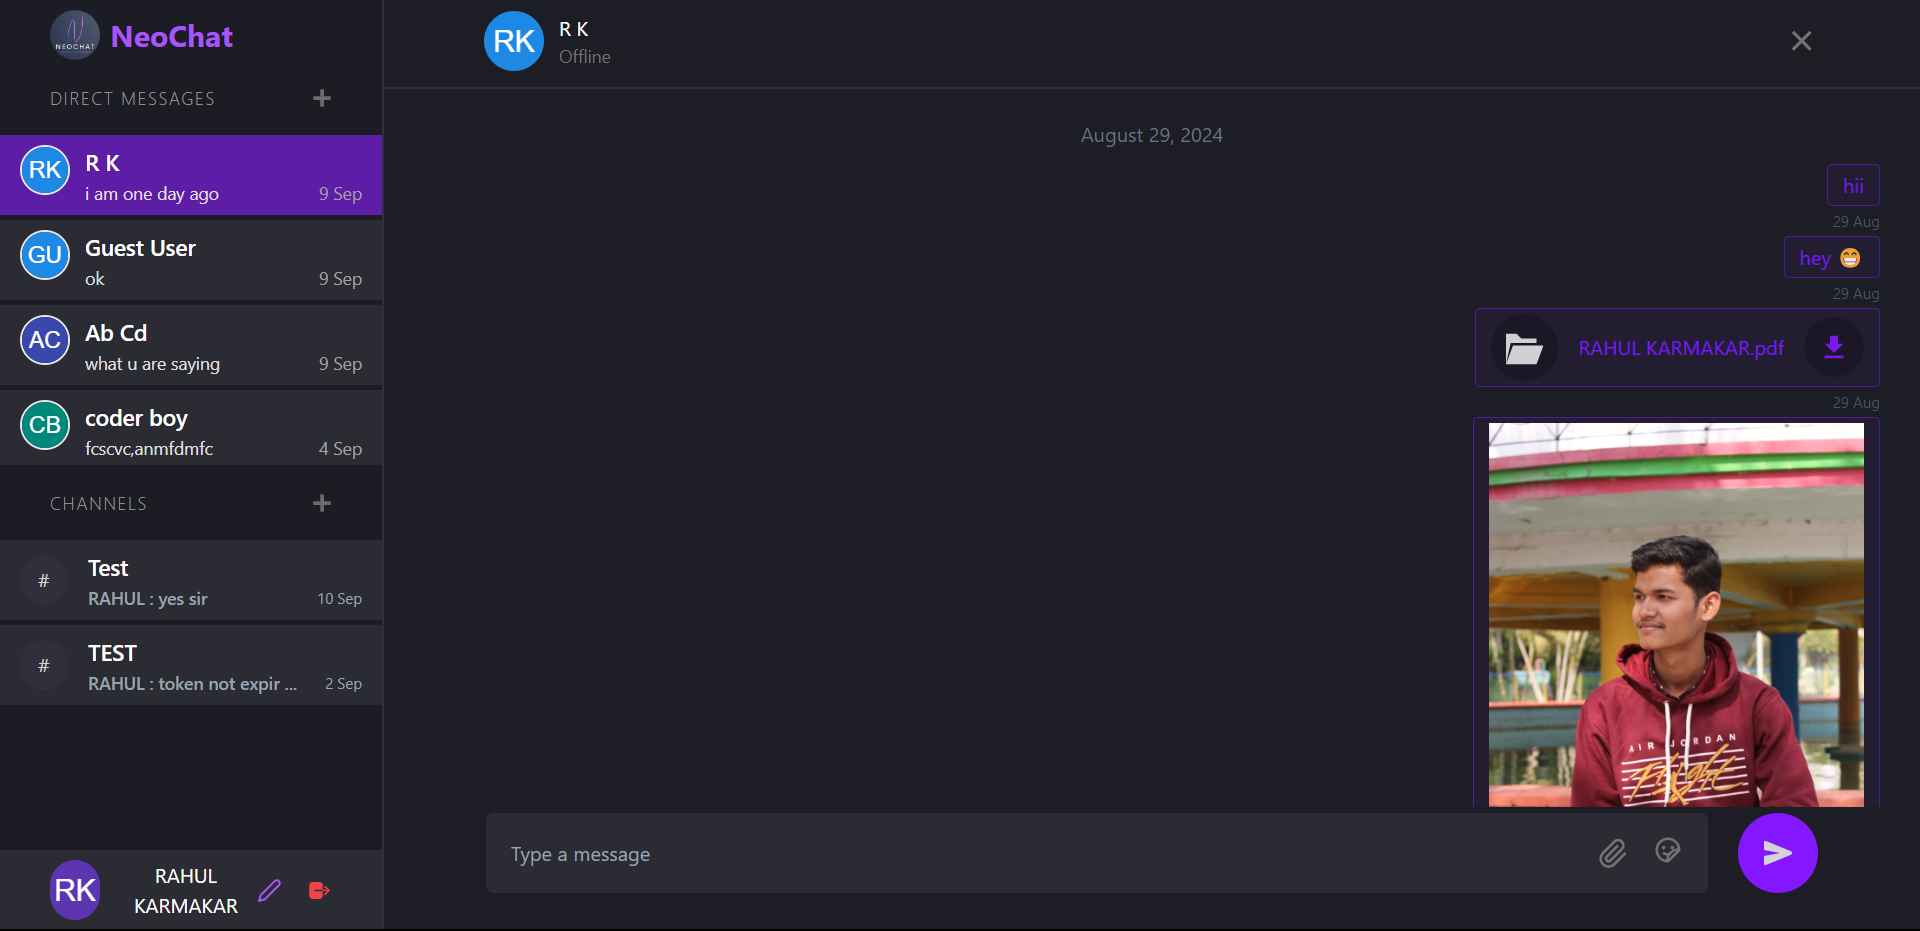 NEOCHAT
NeoChat
DIRECT MESSAGES
RK
R K
i am one day ago
9 Sep
GU
Guest User
ok
9 Sep
AC
Ab Cd
what u are saying
9 Sep
CB
coder boy
fcscvc,anmfdmfc
4 Sep
CHANNELS
#
Test
RAHUL : yes sir
10 Sep
#
TEST
RAHUL : token not expir ...
2 Sep
RK
RAHUL
KARMAKAR
RK
R K
Offline
August 29, 2024
hii
29 Aug
hey 😁
29 Aug
RAHUL KARMAKAR.pdf
29 Aug
AIR JORDAN
Flight
Type a message